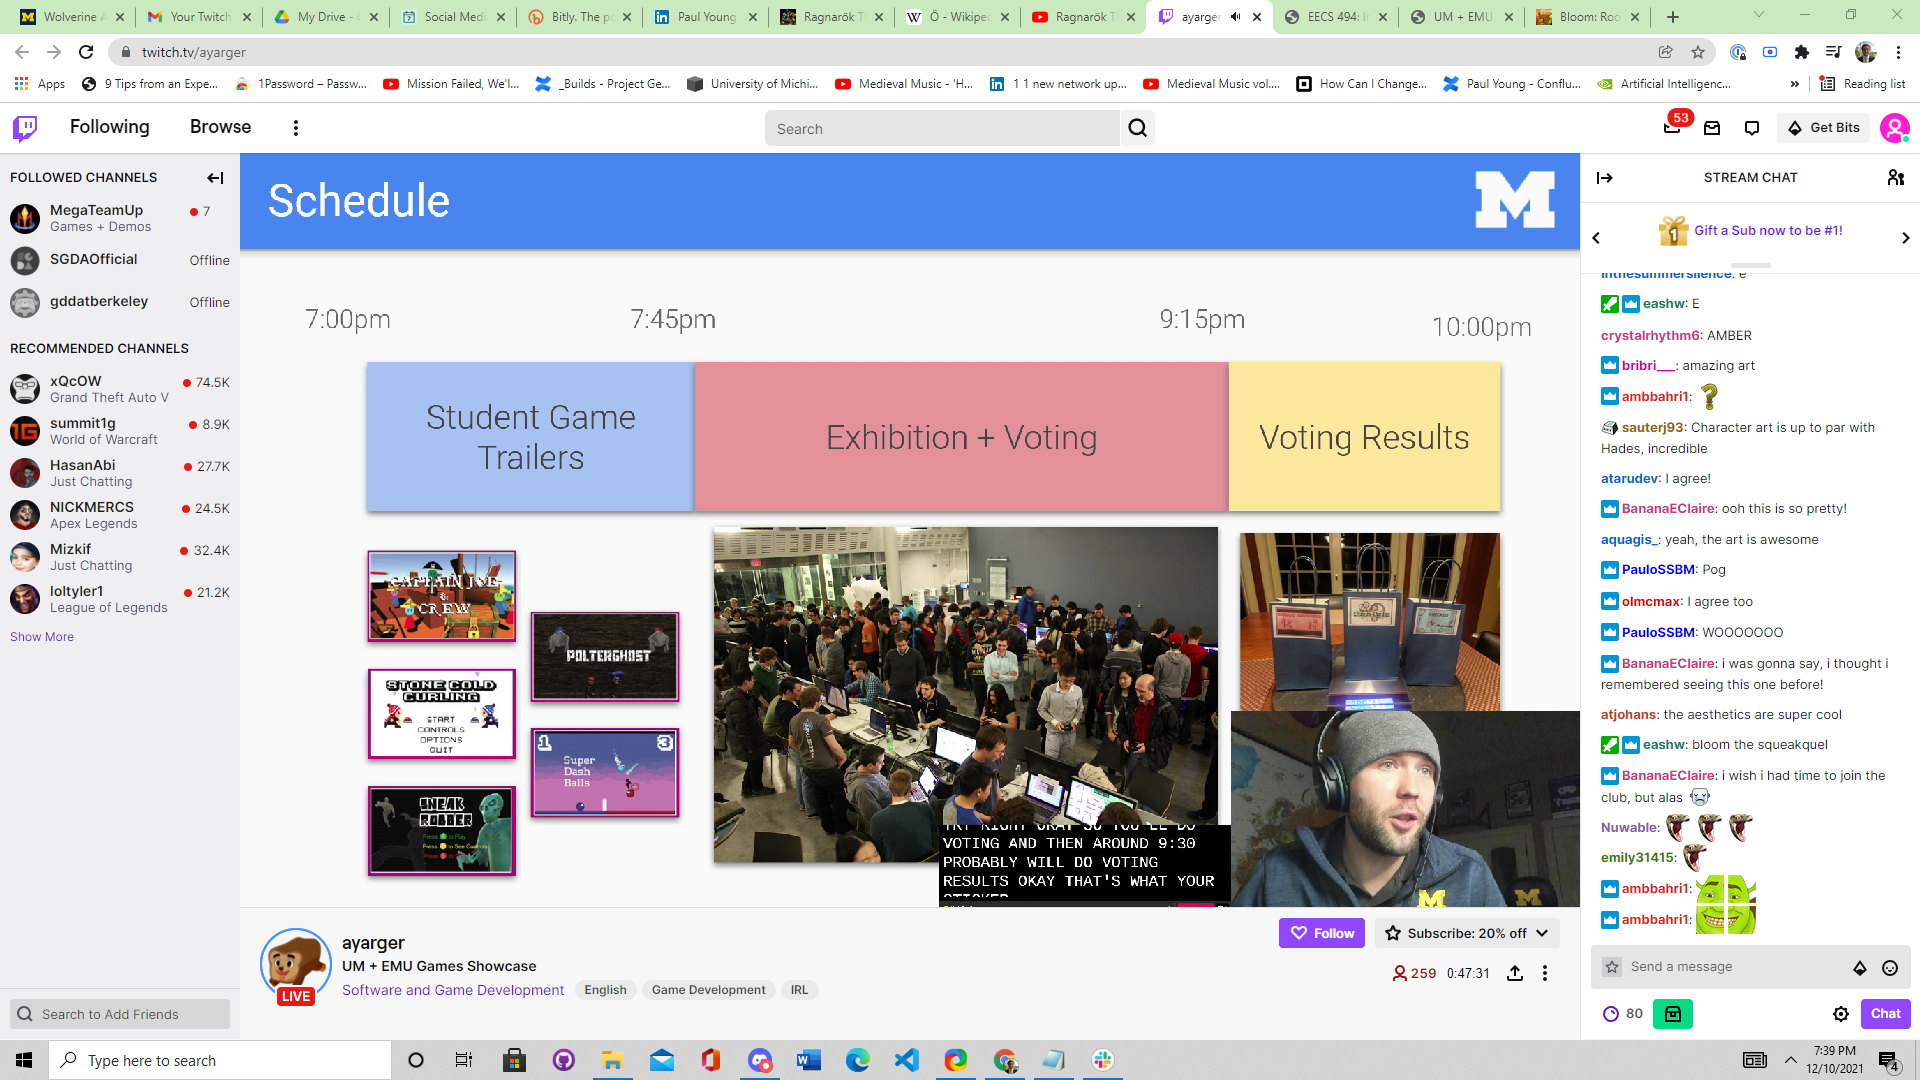 Wolverine A
Your Twitch
My Drive - G
Social Medi
Bitly. The p
Paul Young
Ragnarök T
Ö - Wikipe
Ragnarök T
ayarger
EECS 494: I
UM + EMU
Bloom: Roo
twitch.tv/ayarger
Apps
9 Tips from an Expe...
1Password – Passw...
Mission Failed, We'l...
_Builds - Project Ge...
University of Michi...
Medieval Music - 'H...
1 1 new network up...
Medieval Music vol....
How Can I Change...
Paul Young - Conflu...
Artificial Intelligenc...
»
Reading list
Following
Browse
Search
53
Get Bits
FOLLOWED CHANNELS
MegaTeamUp
7
Games + Demos
SGDAOfficial
Offline
gddatberkeley
Offline
RECOMMENDED CHANNELS
xQcOW
74.5K
Grand Theft Auto V
summit1g
8.9K
World of Warcraft
HasanAbi
27.7K
Just Chatting
NICKMERCS
24.5K
Apex Legends
Mizkif
32.4K
Just Chatting
loltyler1
21.2K
League of Legends
Show More
Search to Add Friends
Schedule
M
7:00pm
7:45pm
9:15pm
10:00pm
Student Game
Trailers
Exhibition + Voting
Voting Results
CAPTAIN JOE
&
CREW
POLTERGHOST
STONE COLD
CURLING
START
CONTROLS
OPTIONS
QUIT
1
3
Super
Dash
Balls
SNEAK
ROBBER
TRY RIGHT OKAY SO YOU'LL DO
VOTING AND THEN AROUND 9:30
PROBABLY WILL DO VOTING
RESULTS OKAY THAT'S WHAT YOUR
LIVE
ayarger
UM + EMU Games Showcase
Software and Game Development
English
Game Development
IRL
Follow
Subscribe: 20% off
259
0:47:31
STREAM CHAT
1
Gift a Sub now to be #1!
inthesummersilence: e
eashw: E
crystalrhythm6: AMBER
bribri___: amazing art
ambbahri1:
sauterj93: Character art is up to par with
Hades, incredible
atarudev: I agree!
BananaEClaire: ooh this is so pretty!
aquagis_: yeah, the art is awesome
PauloSSBM: Pog
olmcmax: I agree too
PauloSSBM: WOOOOOOO
BananaEClaire: i was gonna say, i thought i
remembered seeing this one before!
atjohans: the aesthetics are super cool
eashw: bloom the squeakquel
BananaEClaire: i wish i had time to join the
club, but alas
Nuwable:
emily31415:
ambbahri1:
ambbahri1:
Send a message
80
Chat
Type here to search
7:39 PM
12/10/2021
4